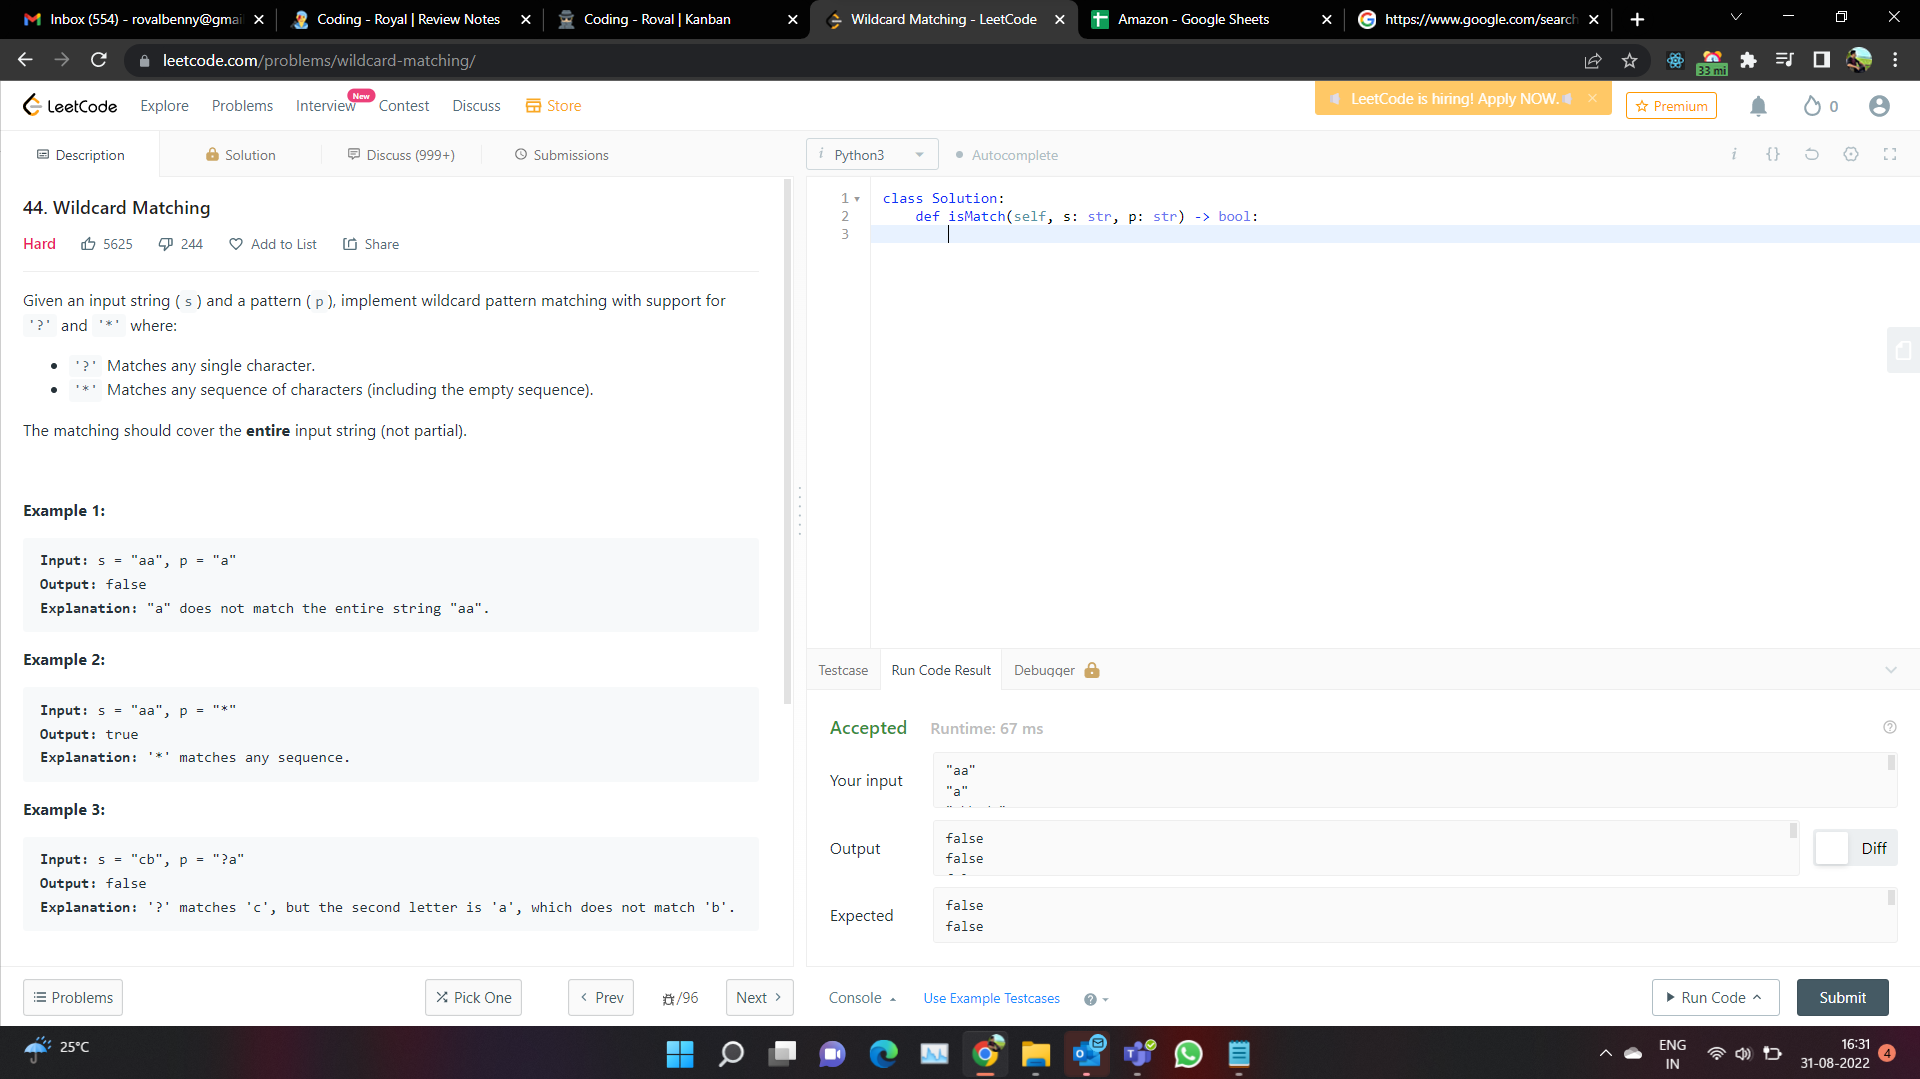 Inbox (554) - rovalbenny@gmai
Coding - Royal | Review Notes
Coding - Roval | Kanban
Wildcard Matching - LeetCode
Amazon - Google Sheets
https://www.google.com/search
leetcode.com/problems/wildcard-matching/
33 mi
LeetCode
Explore
Problems
Interview
New
Contest
Discuss
Store
LeetCode is hiring! Apply NOW.
Premium
0
Description
Solution
Discuss (999+)
Submissions
i Python3
Autocomplete
i {}
44. Wildcard Matching
Hard
5625
244
Add to List
Share
Given an input string ( s ) and a pattern ( p ), implement wildcard pattern matching with support for
'?' and '*' where:
'?' Matches any single character.
'*' Matches any sequence of characters (including the empty sequence).
The matching should cover the entire input string (not partial).
Example 1:
Input: s = "aa", p = "a"
Output: false
Explanation: "a" does not match the entire string "aa".
Example 2:
Input: s = "aa", p = "*"
Output: true
Explanation: '*' matches any sequence.
Example 3:
Input: s = "cb", p = "?a"
Output: false
Explanation: '?' matches 'c', but the second letter is 'a', which does not match 'b'.
1 class Solution:
2 def isMatch(self, s: str, p: str) -> bool:
3
Testcase
Run Code Result
Debugger
Accepted
Runtime: 67 ms
Your input
"aa"
"a"
Output
false
false
Diff
Expected
false
false
Problems
Pick One
Prev
/96
Next
Console
Use Example Testcases
Run Code
Submit
25°C
ENG
IN
16:31
31-08-2022
4